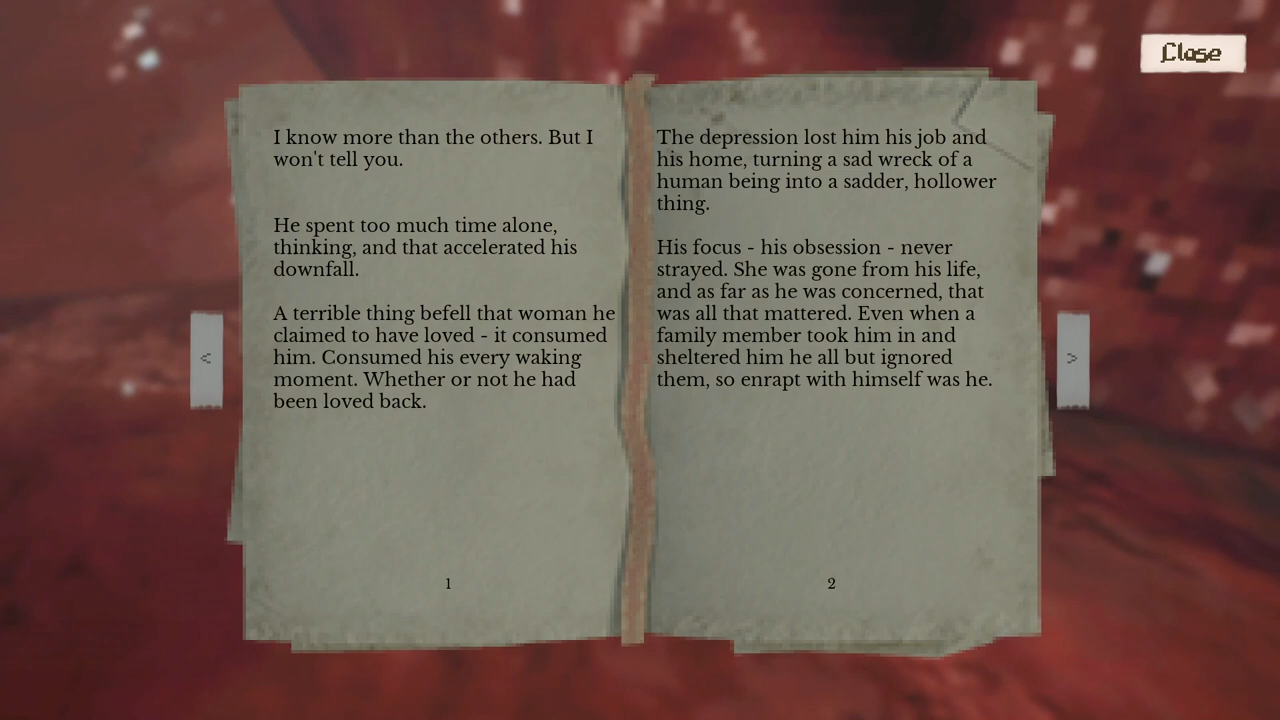 Close
I know more than the others. But I
won't tell you.
He spent too much time alone,
thinking, and that accelerated his
downfall.
A terrible thing befell that woman he
claimed to have loved - it consumed
him. Consumed his every waking
moment. Whether or not he had
been loved back.
1
The depression lost him his job and
his home, turning a sad wreck of a
human being into a sadder, hollower
thing.
His focus - his obsession - never
strayed. She was gone from his life,
and as far as he was concerned, that
was all that mattered. Even when a
family member took him in and
sheltered him he all but ignored
them, so enrapt with himself was he.
2
<
>